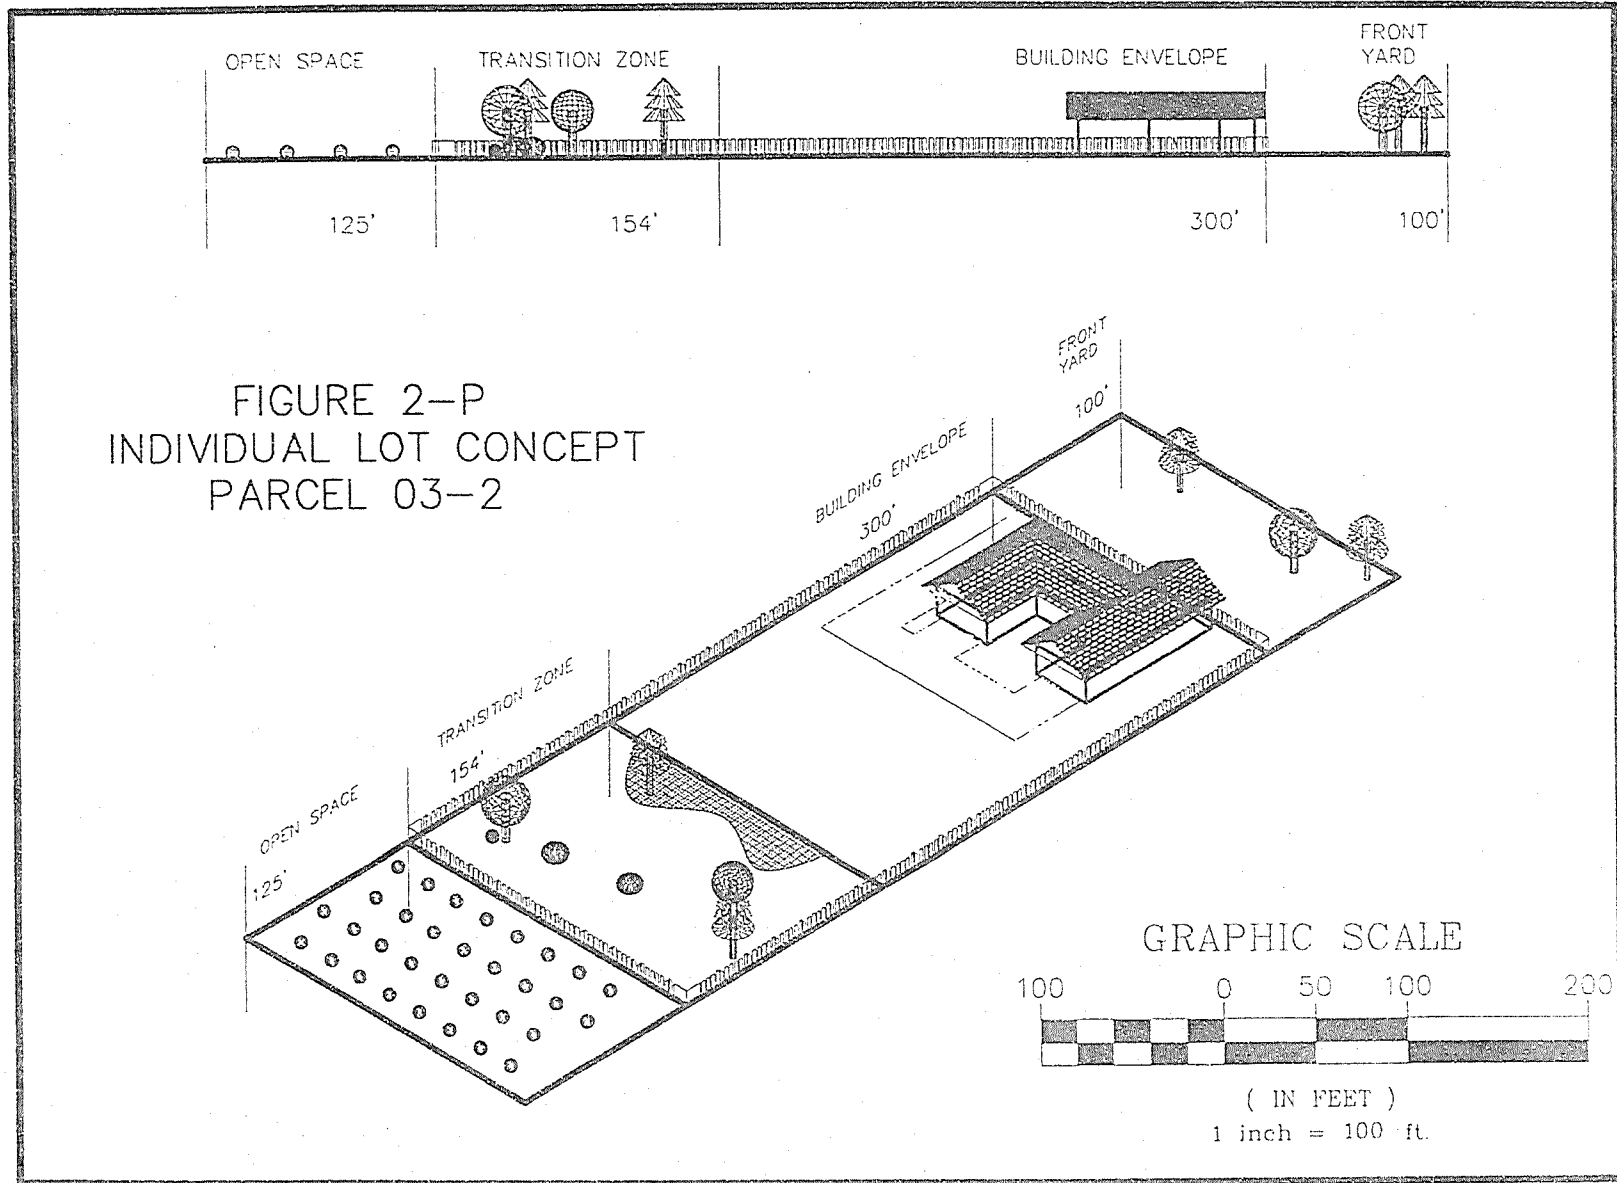 OPEN SPACE
TRANSITION ZONE
BUILDING ENVELOPE
FRONT
YARD
125'
154'
300'
100'
FIGURE 2-P
INDIVIDUAL LOT CONCEPT
PARCEL 03-2
FRONT
YARD
100'
BUILDING ENVELOPE
300'
TRANSITION ZONE
154'
OPEN SPACE
125'
GRAPHIC SCALE
100 0 50 100 200
( IN FEET )
1 inch = 100 ft.